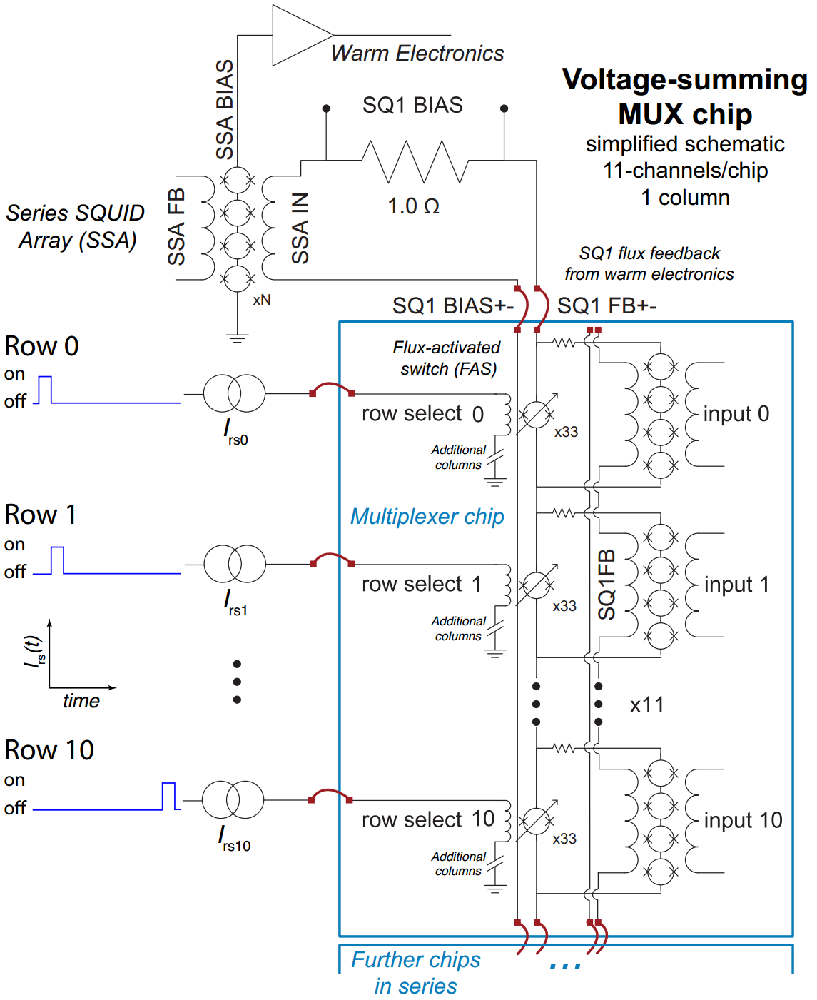 Warm Electronics
SSA BIAS
SQ1 BIAS
Voltage-summing
MUX chip
simplified schematic
11-channels/chip
1 column
1.0 Ω
Series SQUID
Array (SSA)
SSA FB
SSA IN
xN
SQ1 flux feedback
from warm electronics
SQ1 BIAS+-
SQ1 FB+-
Row 0
on
off
Irs0
Flux-activated
switch (FAS)
row select 0
x33
Additional
columns
input 0
Row 1
on
off
Irs1
Multiplexer chip
row select 1
x33
Additional
columns
SQ1FB
input 1
Irs(t)
time
x11
Row 10
on
off
Irs10
row select 10
x33
Additional
columns
input 10
Further chips
in series
...